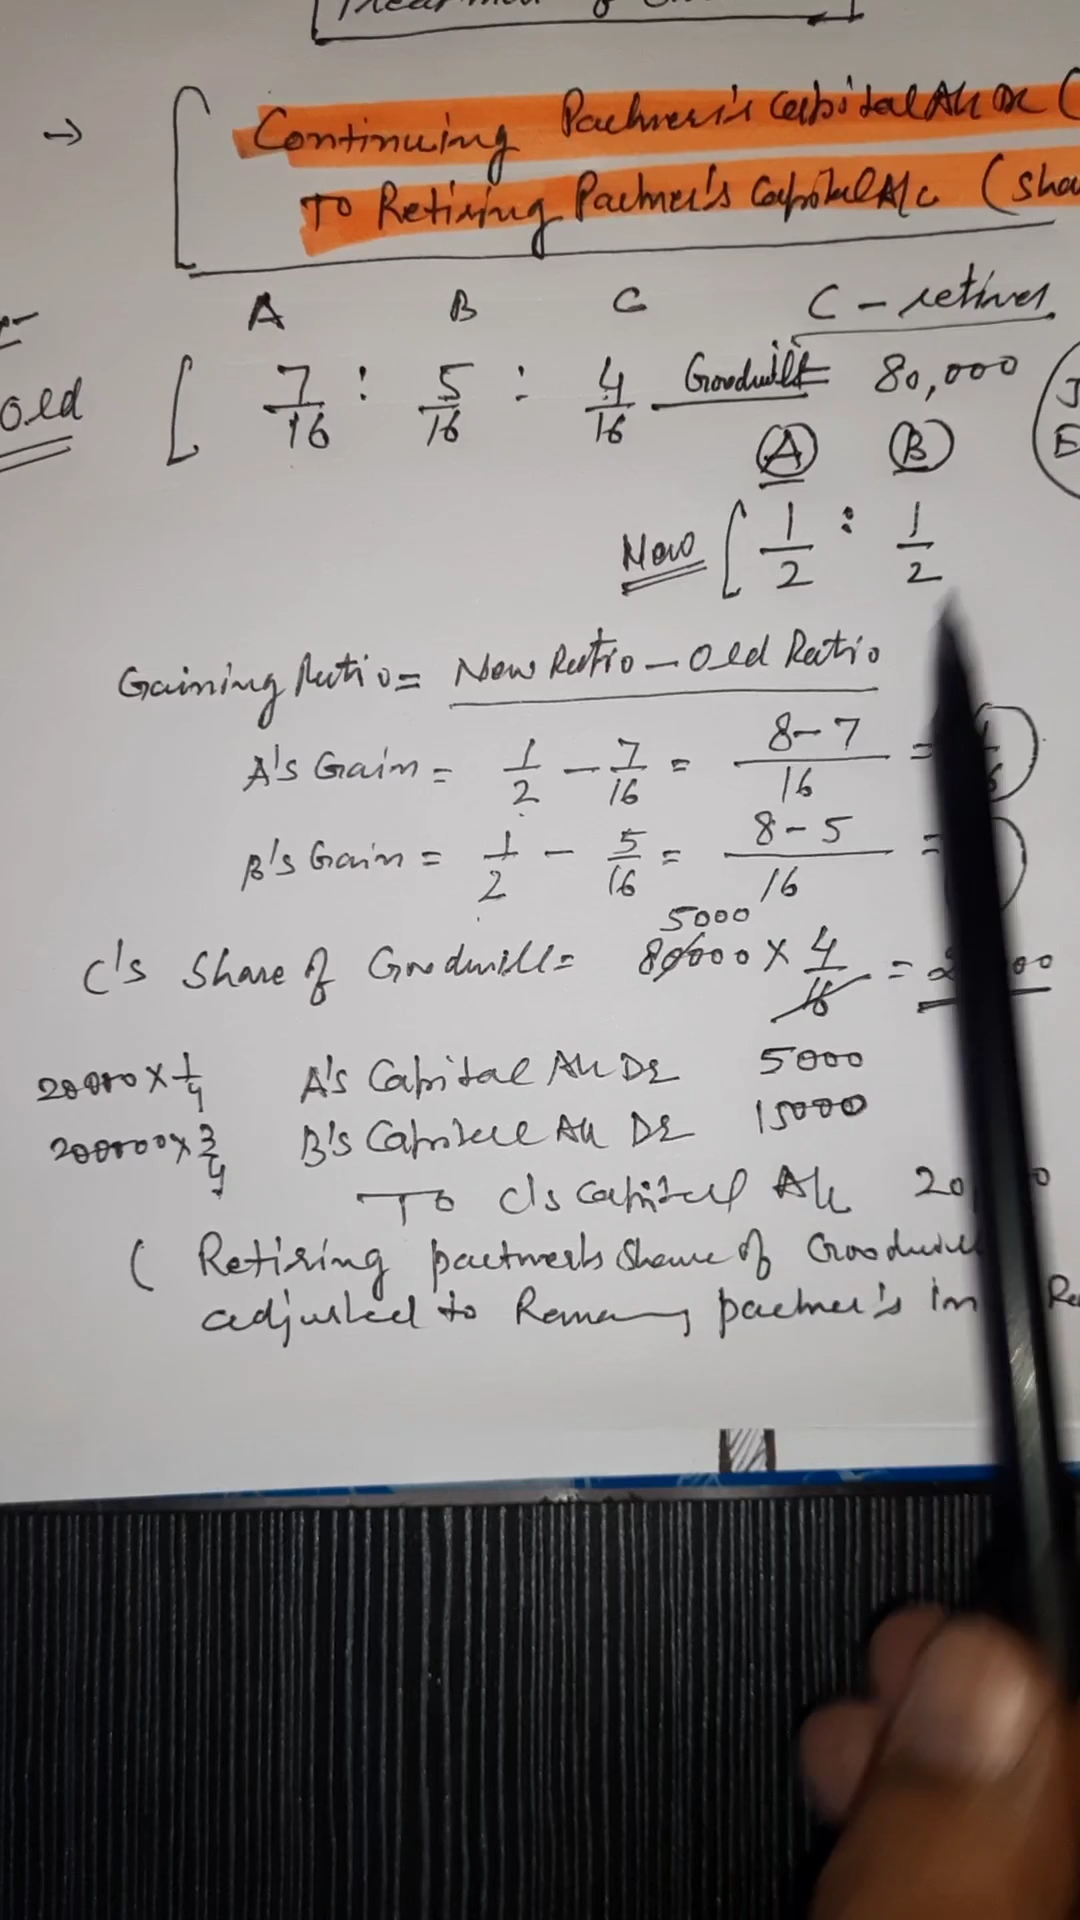 → Continuing Partner's Capital A/c Dr (
To Retiring Partner's Capital A/c (Sha
A B C C - retires
Old [ 7/16 : 5/16 : 4/16 Goodwill = 80,000
A B
New [ 1/2 : 1/2
Gaining Ratio = New Ratio - Old Ratio
A's Gain = 1/2 - 7/16 = 8-7/16 =
B's Gain = 1/2 - 5/16 = 8-5/16 =
5000
C's Share of Goodwill = 80000 × 4/16 =
20000 × 1/4 A's Capital A/c Dr 5000
200000 × 3/4 B's Capital A/c Dr 15000
To C's Capital A/c
( Retiring partner's Share of Goodwill
adjusted to partner's in